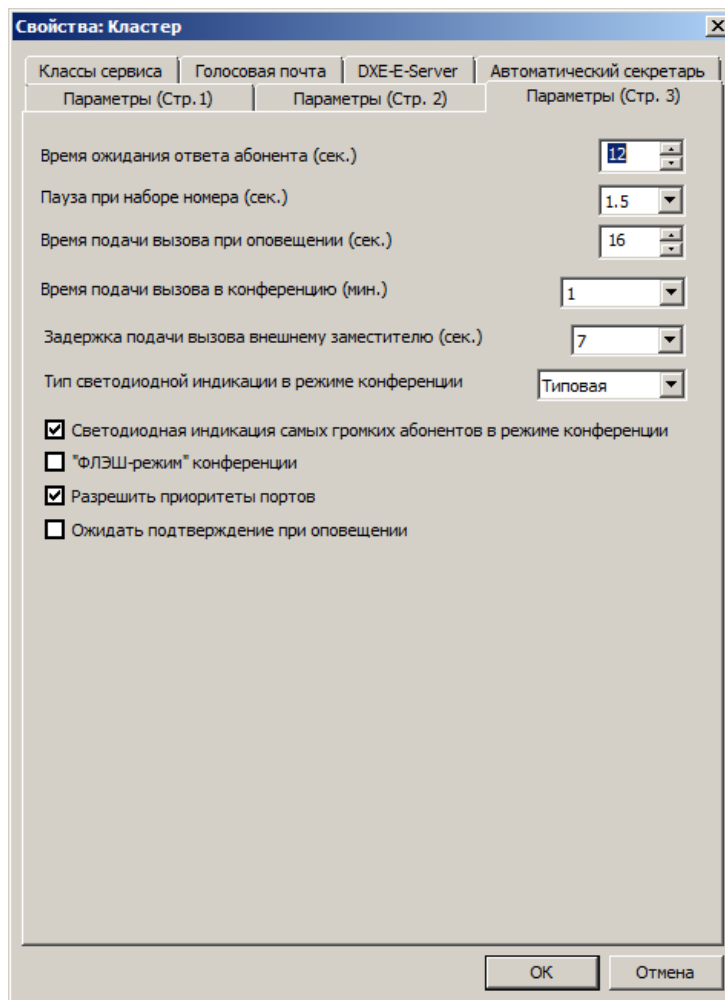 Свойства: Кластер
Классы сервиса
Голосовая почта
DXE-E-Server
Автоматический секретарь
Параметры (Стр. 1)
Параметры (Стр. 2)
Параметры (Стр. 3)
Время ожидания ответа абонента (сек.)
12
Пауза при наборе номера (сек.)
1.5
Время подачи вызова при оповещении (сек.)
16
Время подачи вызова в конференцию (мин.)
1
Задержка подачи вызова внешнему заместителю (сек.)
7
Тип светодиодной индикации в режиме конференции
Типовая
Светодиодная индикация самых громких абонентов в режиме конференции
"ФЛЭШ-режим" конференции
Разрешить приоритеты портов
Ожидать подтверждение при оповещении
OK
Отмена